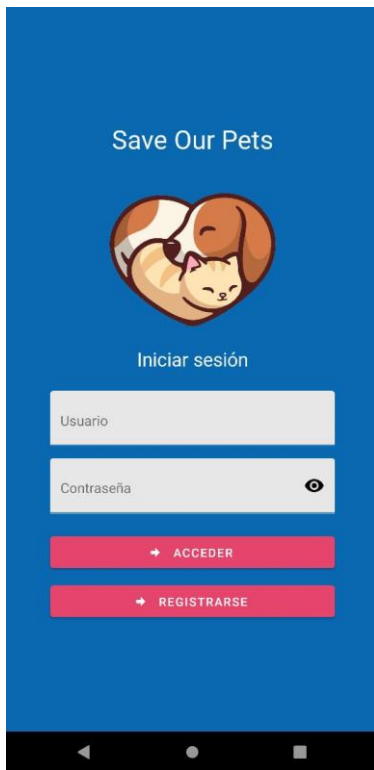 Save Our Pets
Iniciar sesión
Usuario
Contraseña
ACCEDER
REGISTRARSE